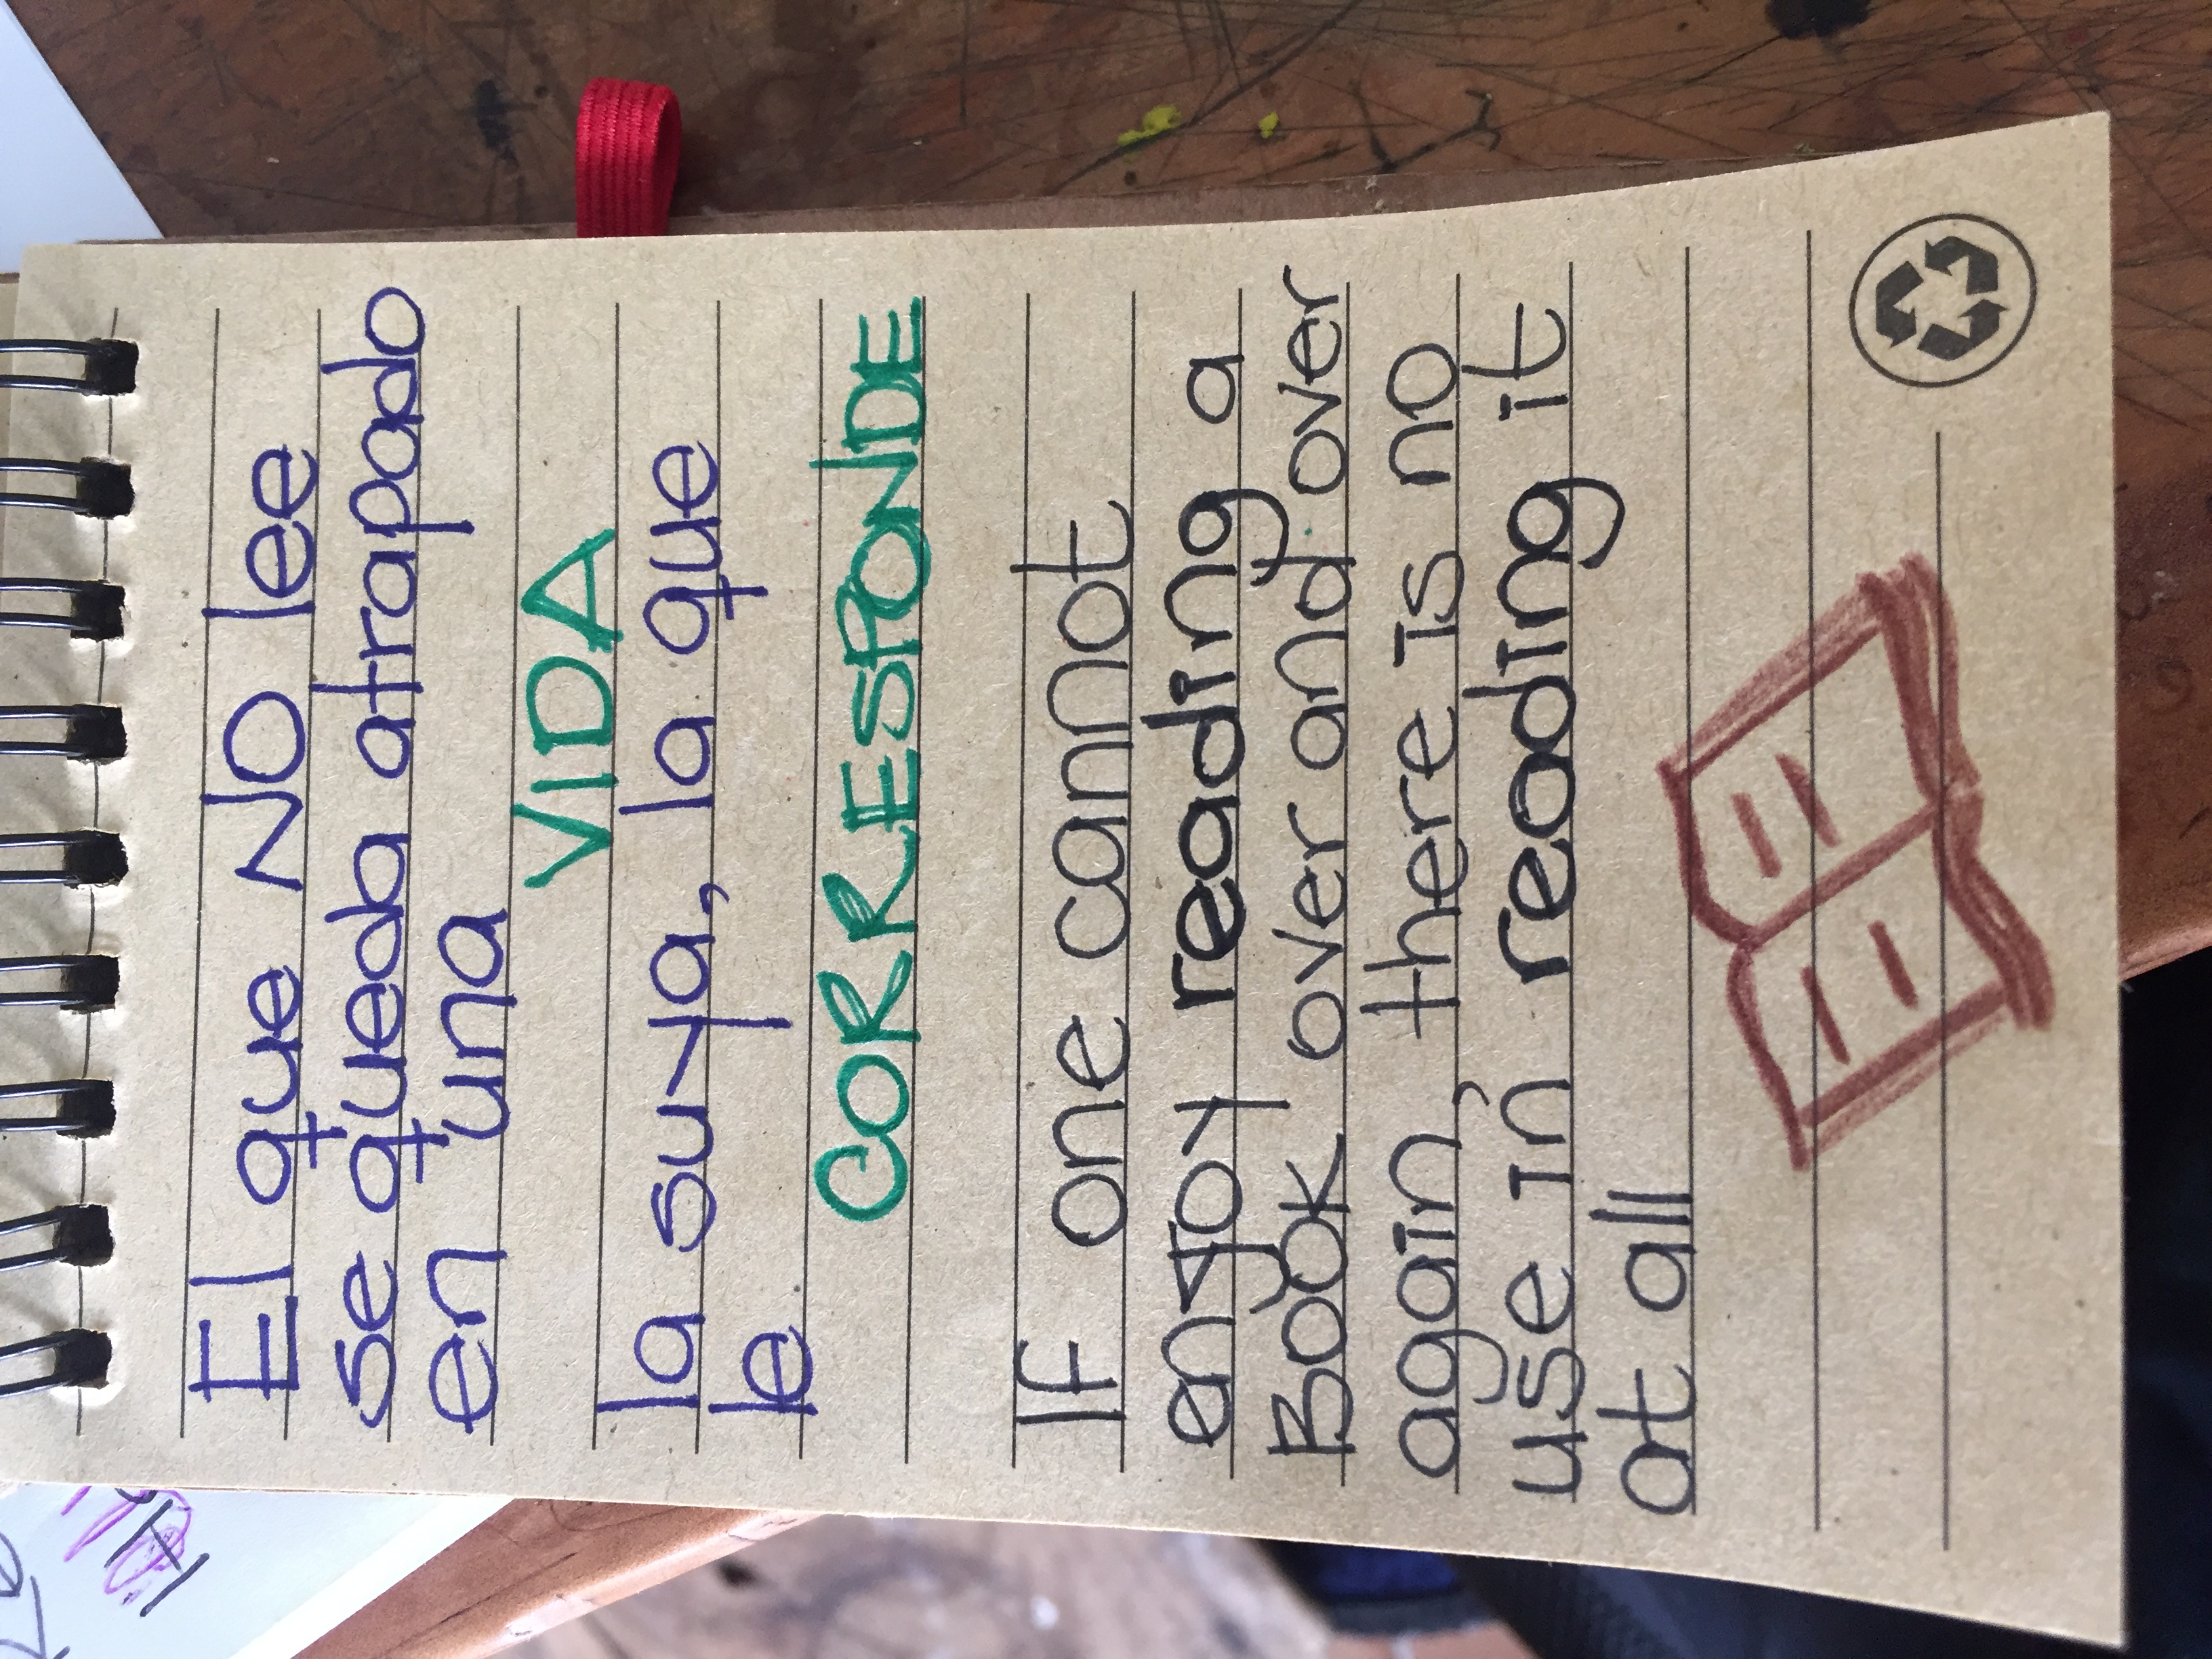 El que NO lee
se queda atrapado
en una
VIDA
la suya, la que
le
CORRESPONDE
If one cannot
enjoy reading a
BOOK over and over
again, there is no
use in reading it
at all